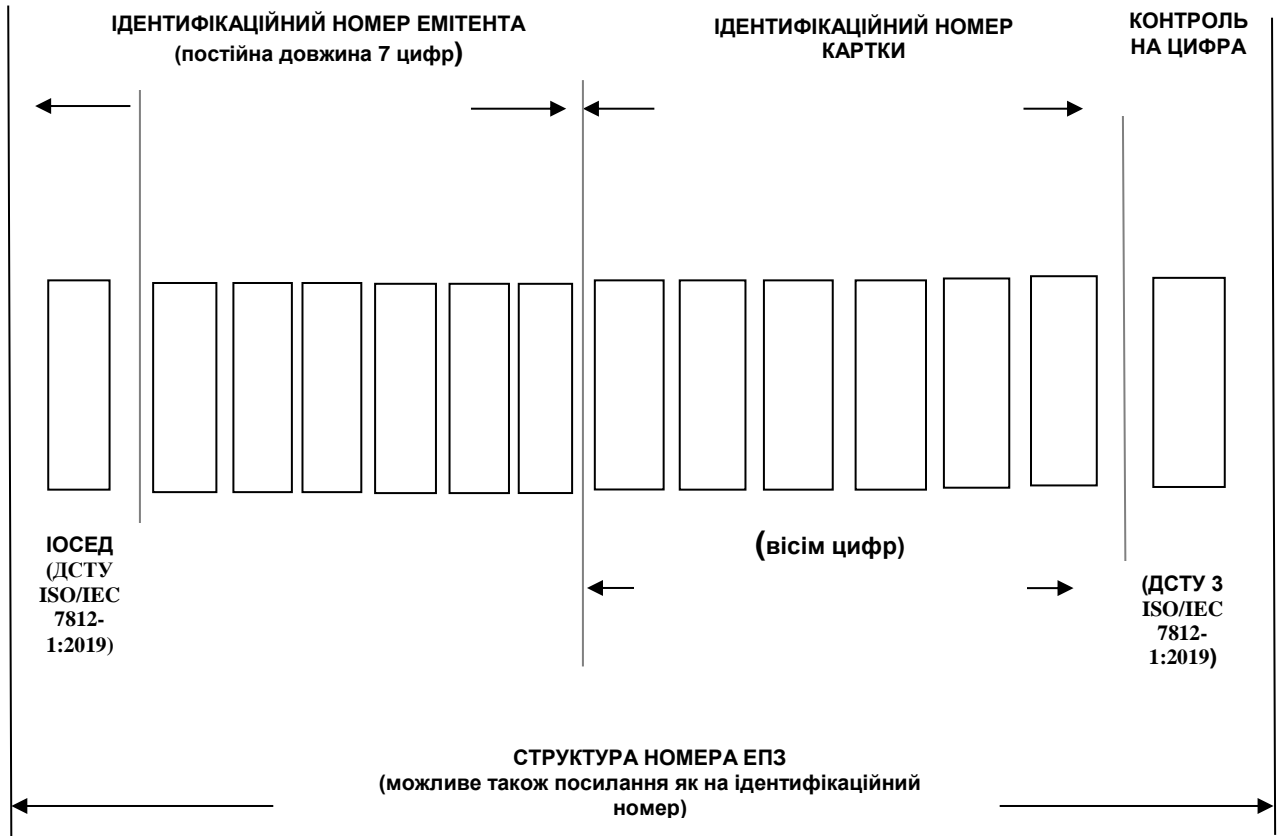 ІДЕНТИФІКАЦІЙНИЙ НОМЕР ЕМІТЕНТА
(постійна довжина 7 цифр)
ІДЕНТИФІКАЦІЙНИЙ НОМЕР
КАРТКИ
КОНТРОЛЬ
НА ЦИФРА
ІОСЕД
(ДСТУ
ISO/IEC
7812-
1:2019)
(вісім цифр)
(ДСТУ 3
ISO/IEC
7812-
1:2019)
СТРУКТУРА НОМЕРА ЕПЗ
(можливе також посилання як на ідентифікаційний
номер)